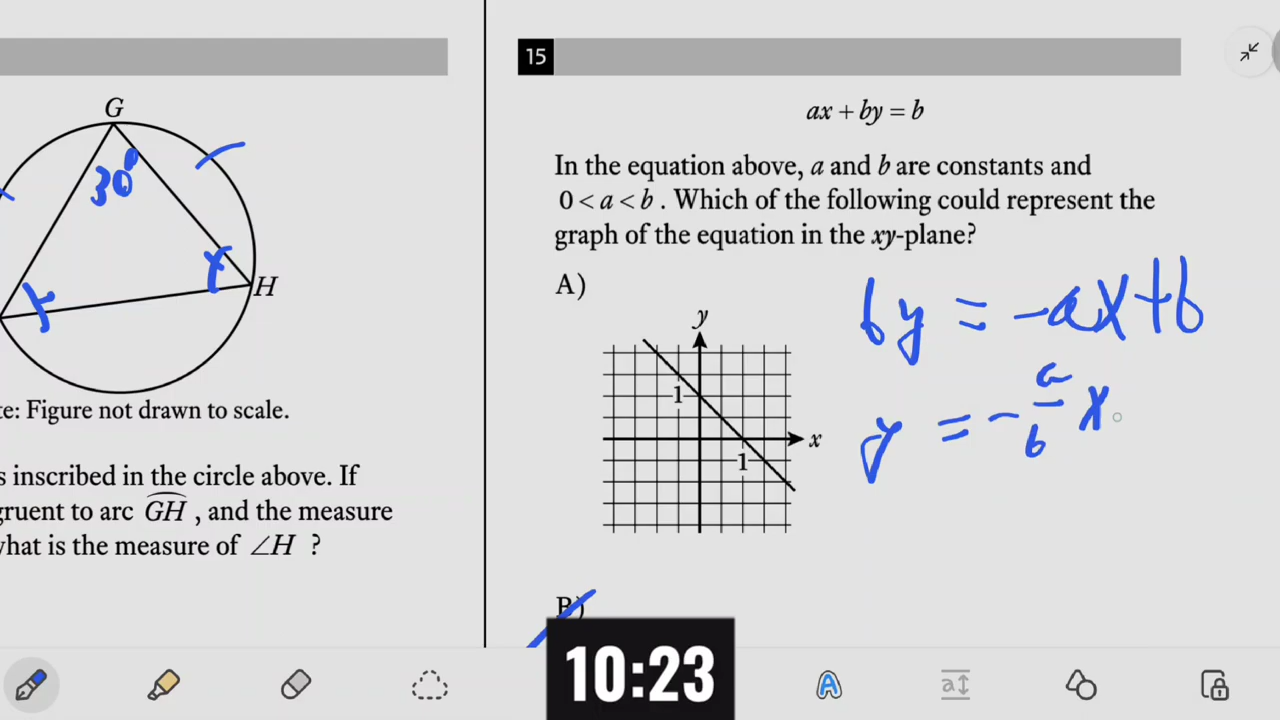 G
30°
x
x
H
te: Figure not drawn to scale.
s inscribed in the circle above. If
gruent to arc GH , and the measure
what is the measure of ∠H ?
15
ax + by = b
In the equation above, a and b are constants and
0 < a < b . Which of the following could represent the
graph of the equation in the xy-plane?
A)
y
1
x
1
by = -ax+b
y = -a/b x
B)
10:23
A
a